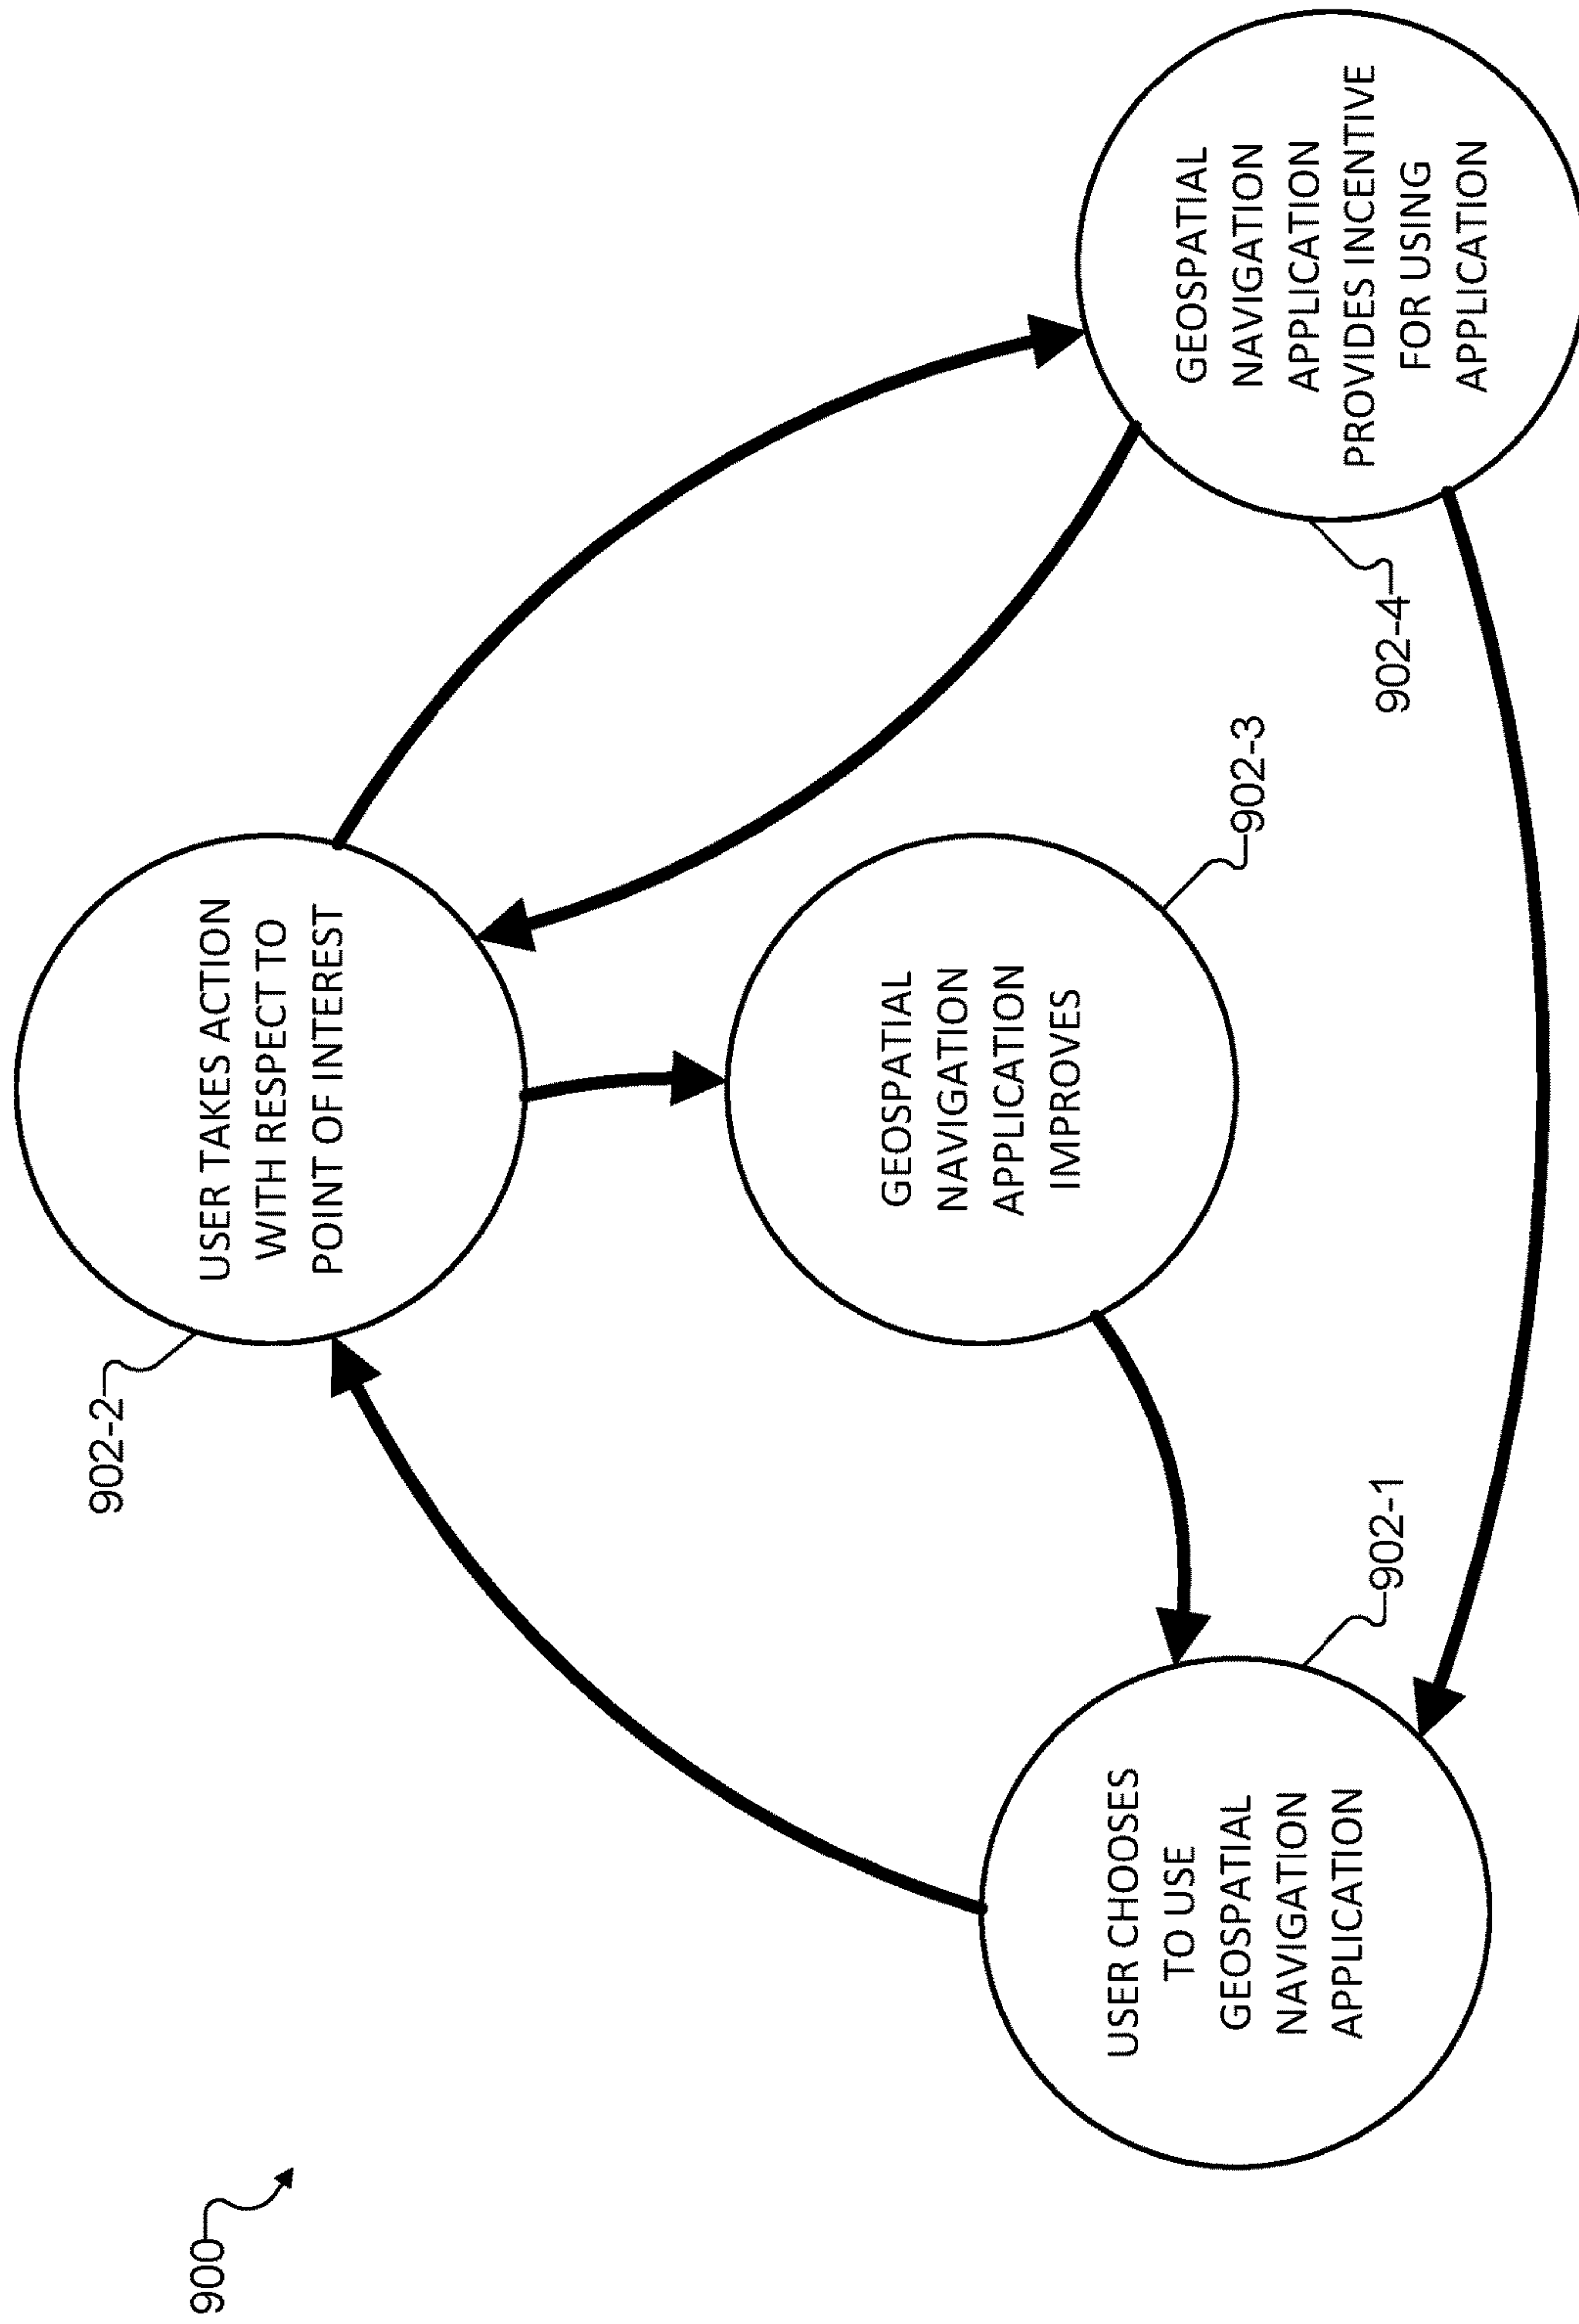 900
902-2
USER TAKES ACTION
WITH RESPECT TO
POINT OF INTEREST
GEOSPATIAL
NAVIGATION
APPLICATION
IMPROVES
902-3
USER CHOOSES
TO USE
GEOSPATIAL
NAVIGATION
APPLICATION
902-1
GEOSPATIAL
NAVIGATION
APPLICATION
PROVIDES INCENTIVE
FOR USING
APPLICATION
902-4